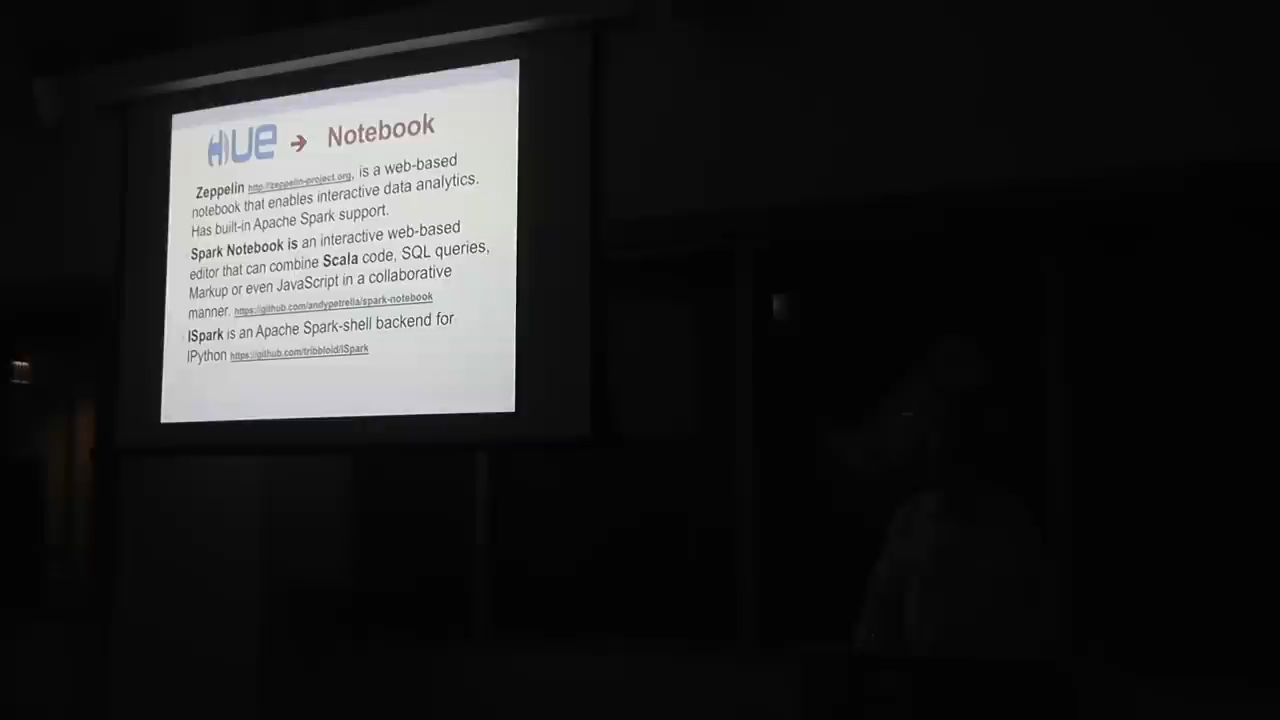 HUE → Notebook
Zeppelin http://zeppelin-project.org, is a web-based
notebook that enables interactive data analytics.
Has built-in Apache Spark support.
Spark Notebook is an interactive web-based
editor that can combine Scala code, SQL queries,
Markup or even JavaScript in a collaborative
manner. https://github.com/andypetrella/spark-notebook
ISpark is an Apache Spark-shell backend for
IPython https://github.com/tribbloid/ISpark